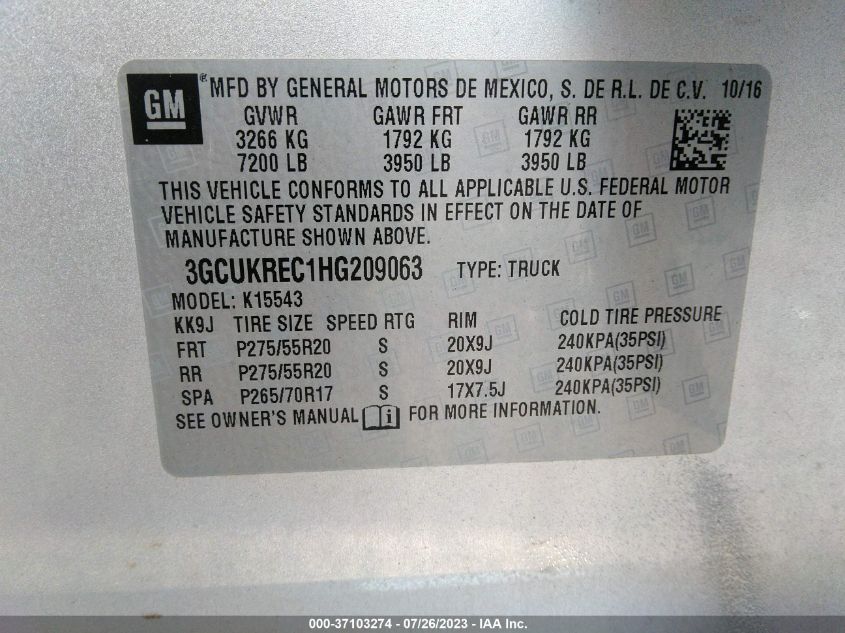 GM ® MFD BY GENERAL MOTORS DE MEXICO, S. DE R.L. DE C.V. 10/16
GVWR GAWR FRT GAWR RR
3266 KG 1792 KG 1792 KG
7200 LB 3950 LB 3950 LB
THIS VEHICLE CONFORMS TO ALL APPLICABLE U.S. FEDERAL MOTOR
VEHICLE SAFETY STANDARDS IN EFFECT ON THE DATE OF
MANUFACTURE SHOWN ABOVE.
3GCUKREC1HG209063 TYPE: TRUCK
MODEL: K15543
KK9J TIRE SIZE SPEED RTG RIM COLD TIRE PRESSURE
FRT P275/55R20 S 20X9J 240KPA(35PSI)
RR P275/55R20 S 20X9J 240KPA(35PSI)
SPA P265/70R17 S 17X7.5J 240KPA(35PSI)
SEE OWNER'S MANUAL i FOR MORE INFORMATION.
000-37103274 - 07/26/2023 - IAA Inc.